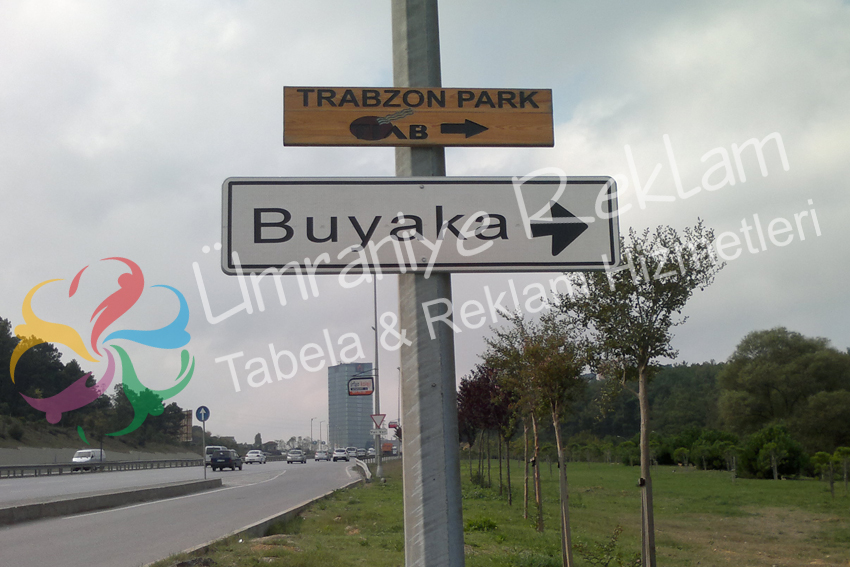 TRABZON PARK
AB
Buyaka
Ümraniye Reklam
Tabela & Reklam Hizmetleri